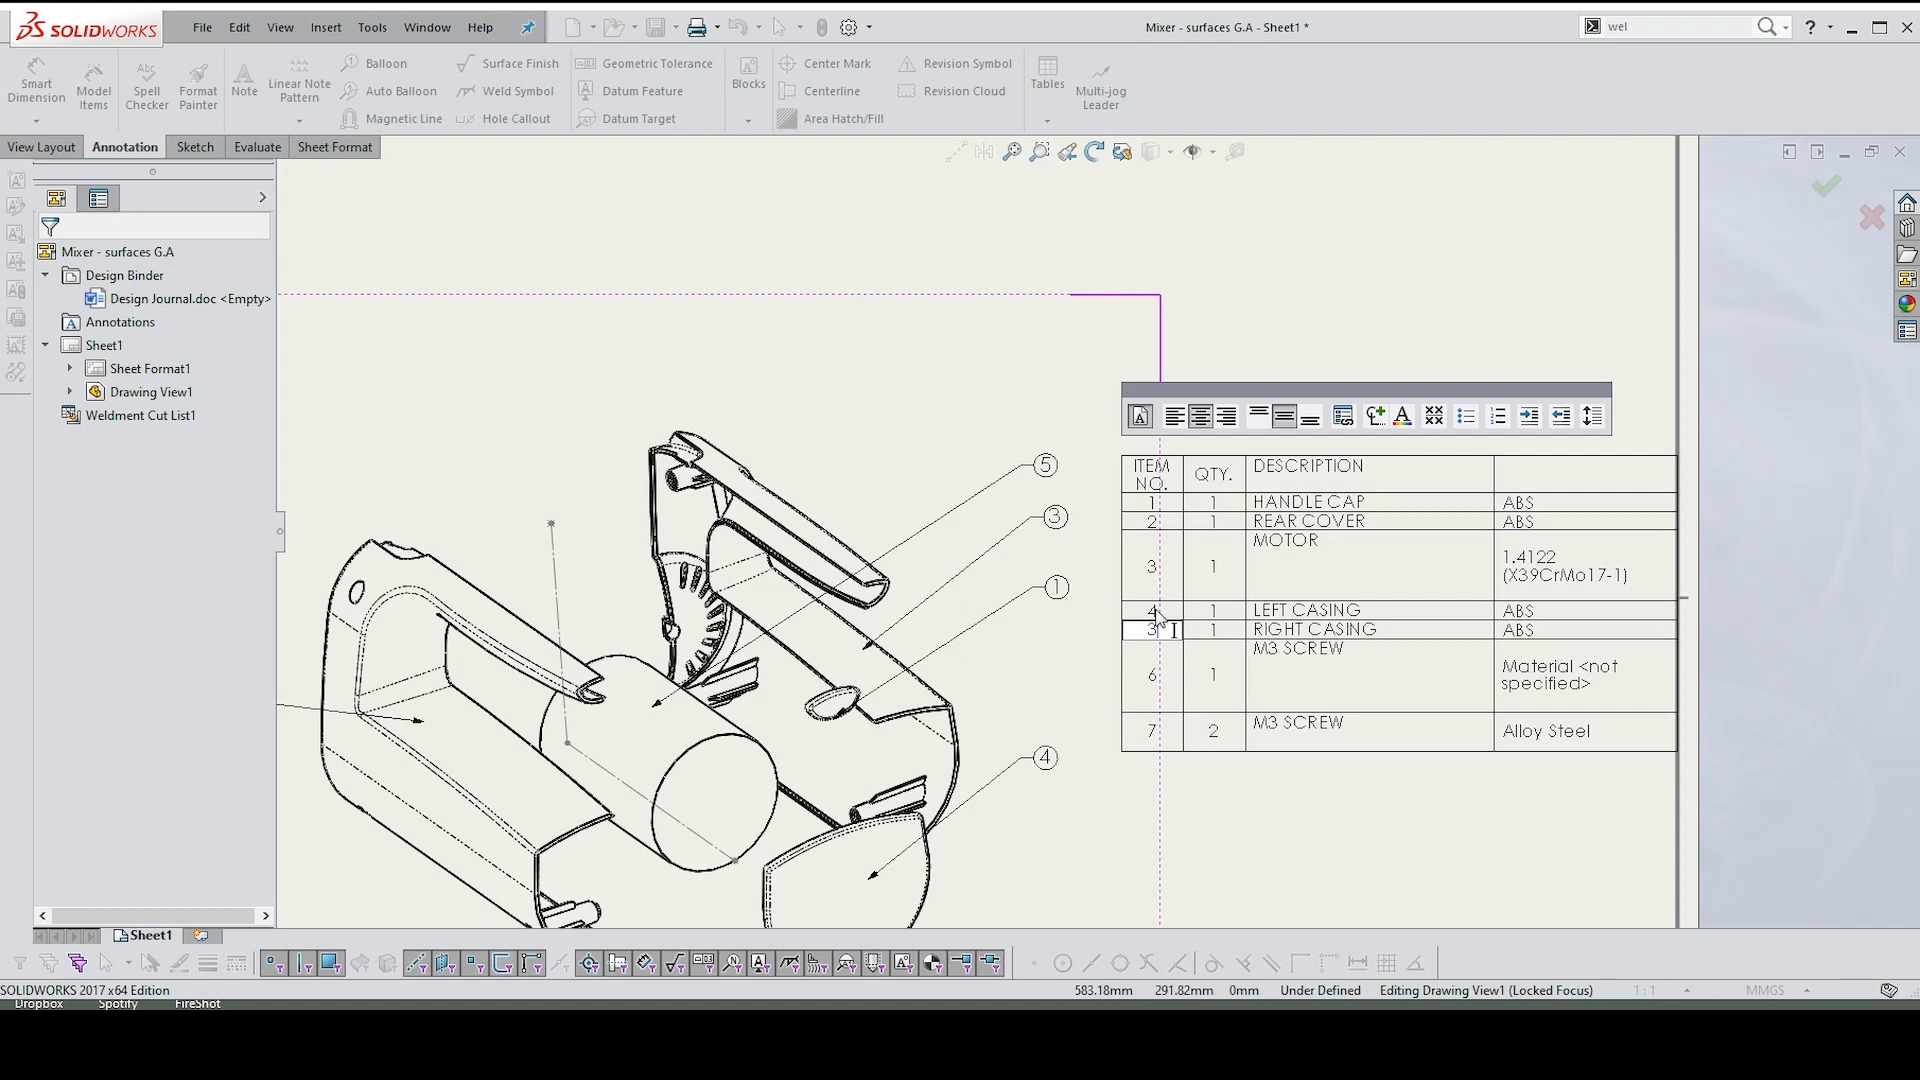 SOLIDWORKS File Edit View Insert Tools Window Help Mixer - surfaces G.A - Sheet1 * wel ?
Smart Dimension
Model Items
Abc
Spell Checker
Format Painter
Note
Linear Note Pattern
Balloon
Auto Balloon
Magnetic Line
Surface Finish
Weld Symbol
Hole Callout
Geometric Tolerance
Datum Feature
Datum Target
Blocks
Center Mark
Centerline
Area Hatch/Fill
Revision Symbol
Revision Cloud
Tables
Multi-jog Leader
View Layout Annotation Sketch Evaluate Sheet Format
Mixer - surfaces G.A
Design Binder
Design Journal.doc <Empty>
Annotations
Sheet1
Sheet Format1
Drawing View1
Weldment Cut List1
5
3
1
4
ITEM NO. QTY. DESCRIPTION
1 1 HANDLE CAP ABS
2 1 REAR COVER ABS
3 1 MOTOR 1.4122 (X39CrMo17-1)
4 1 LEFT CASING ABS
3 1 RIGHT CASING ABS
6 1 M3 SCREW Material <not specified>
7 2 M3 SCREW Alloy Steel
Sheet1
SOLIDWORKS 2017 x64 Edition 583.18mm 291.82mm 0mm Under Defined Editing Drawing View1 (Locked Focus) 1 : 1 MMGS
Dropbox Spotify FireShot